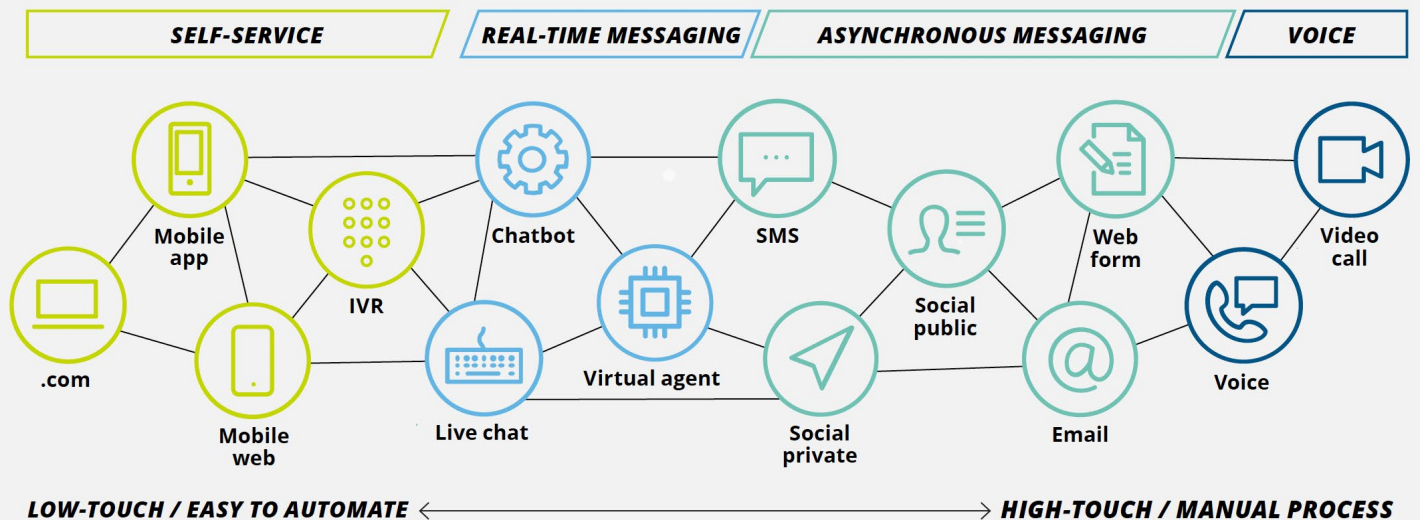 SELF-SERVICE
REAL-TIME MESSAGING
ASYNCHRONOUS MESSAGING
VOICE
Mobile
app
Chatbot
SMS
Web
form
Video
call
IVR
Social
public
.com
Virtual agent
Voice
Mobile
web
Live chat
Social
private
@
Email
LOW-TOUCH / EASY TO AUTOMATE
HIGH-TOUCH / MANUAL PROCESS